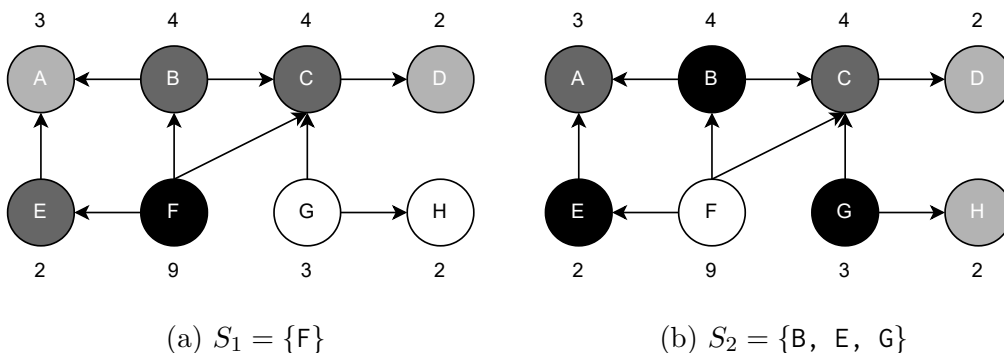 3 4 4 2
A B C D
E F G H
2 9 3 2
(a) S₁ = {F}
3 4 4 2
A B C D
E F G H
2 9 3 2
(b) S₂ = {B, E, G}